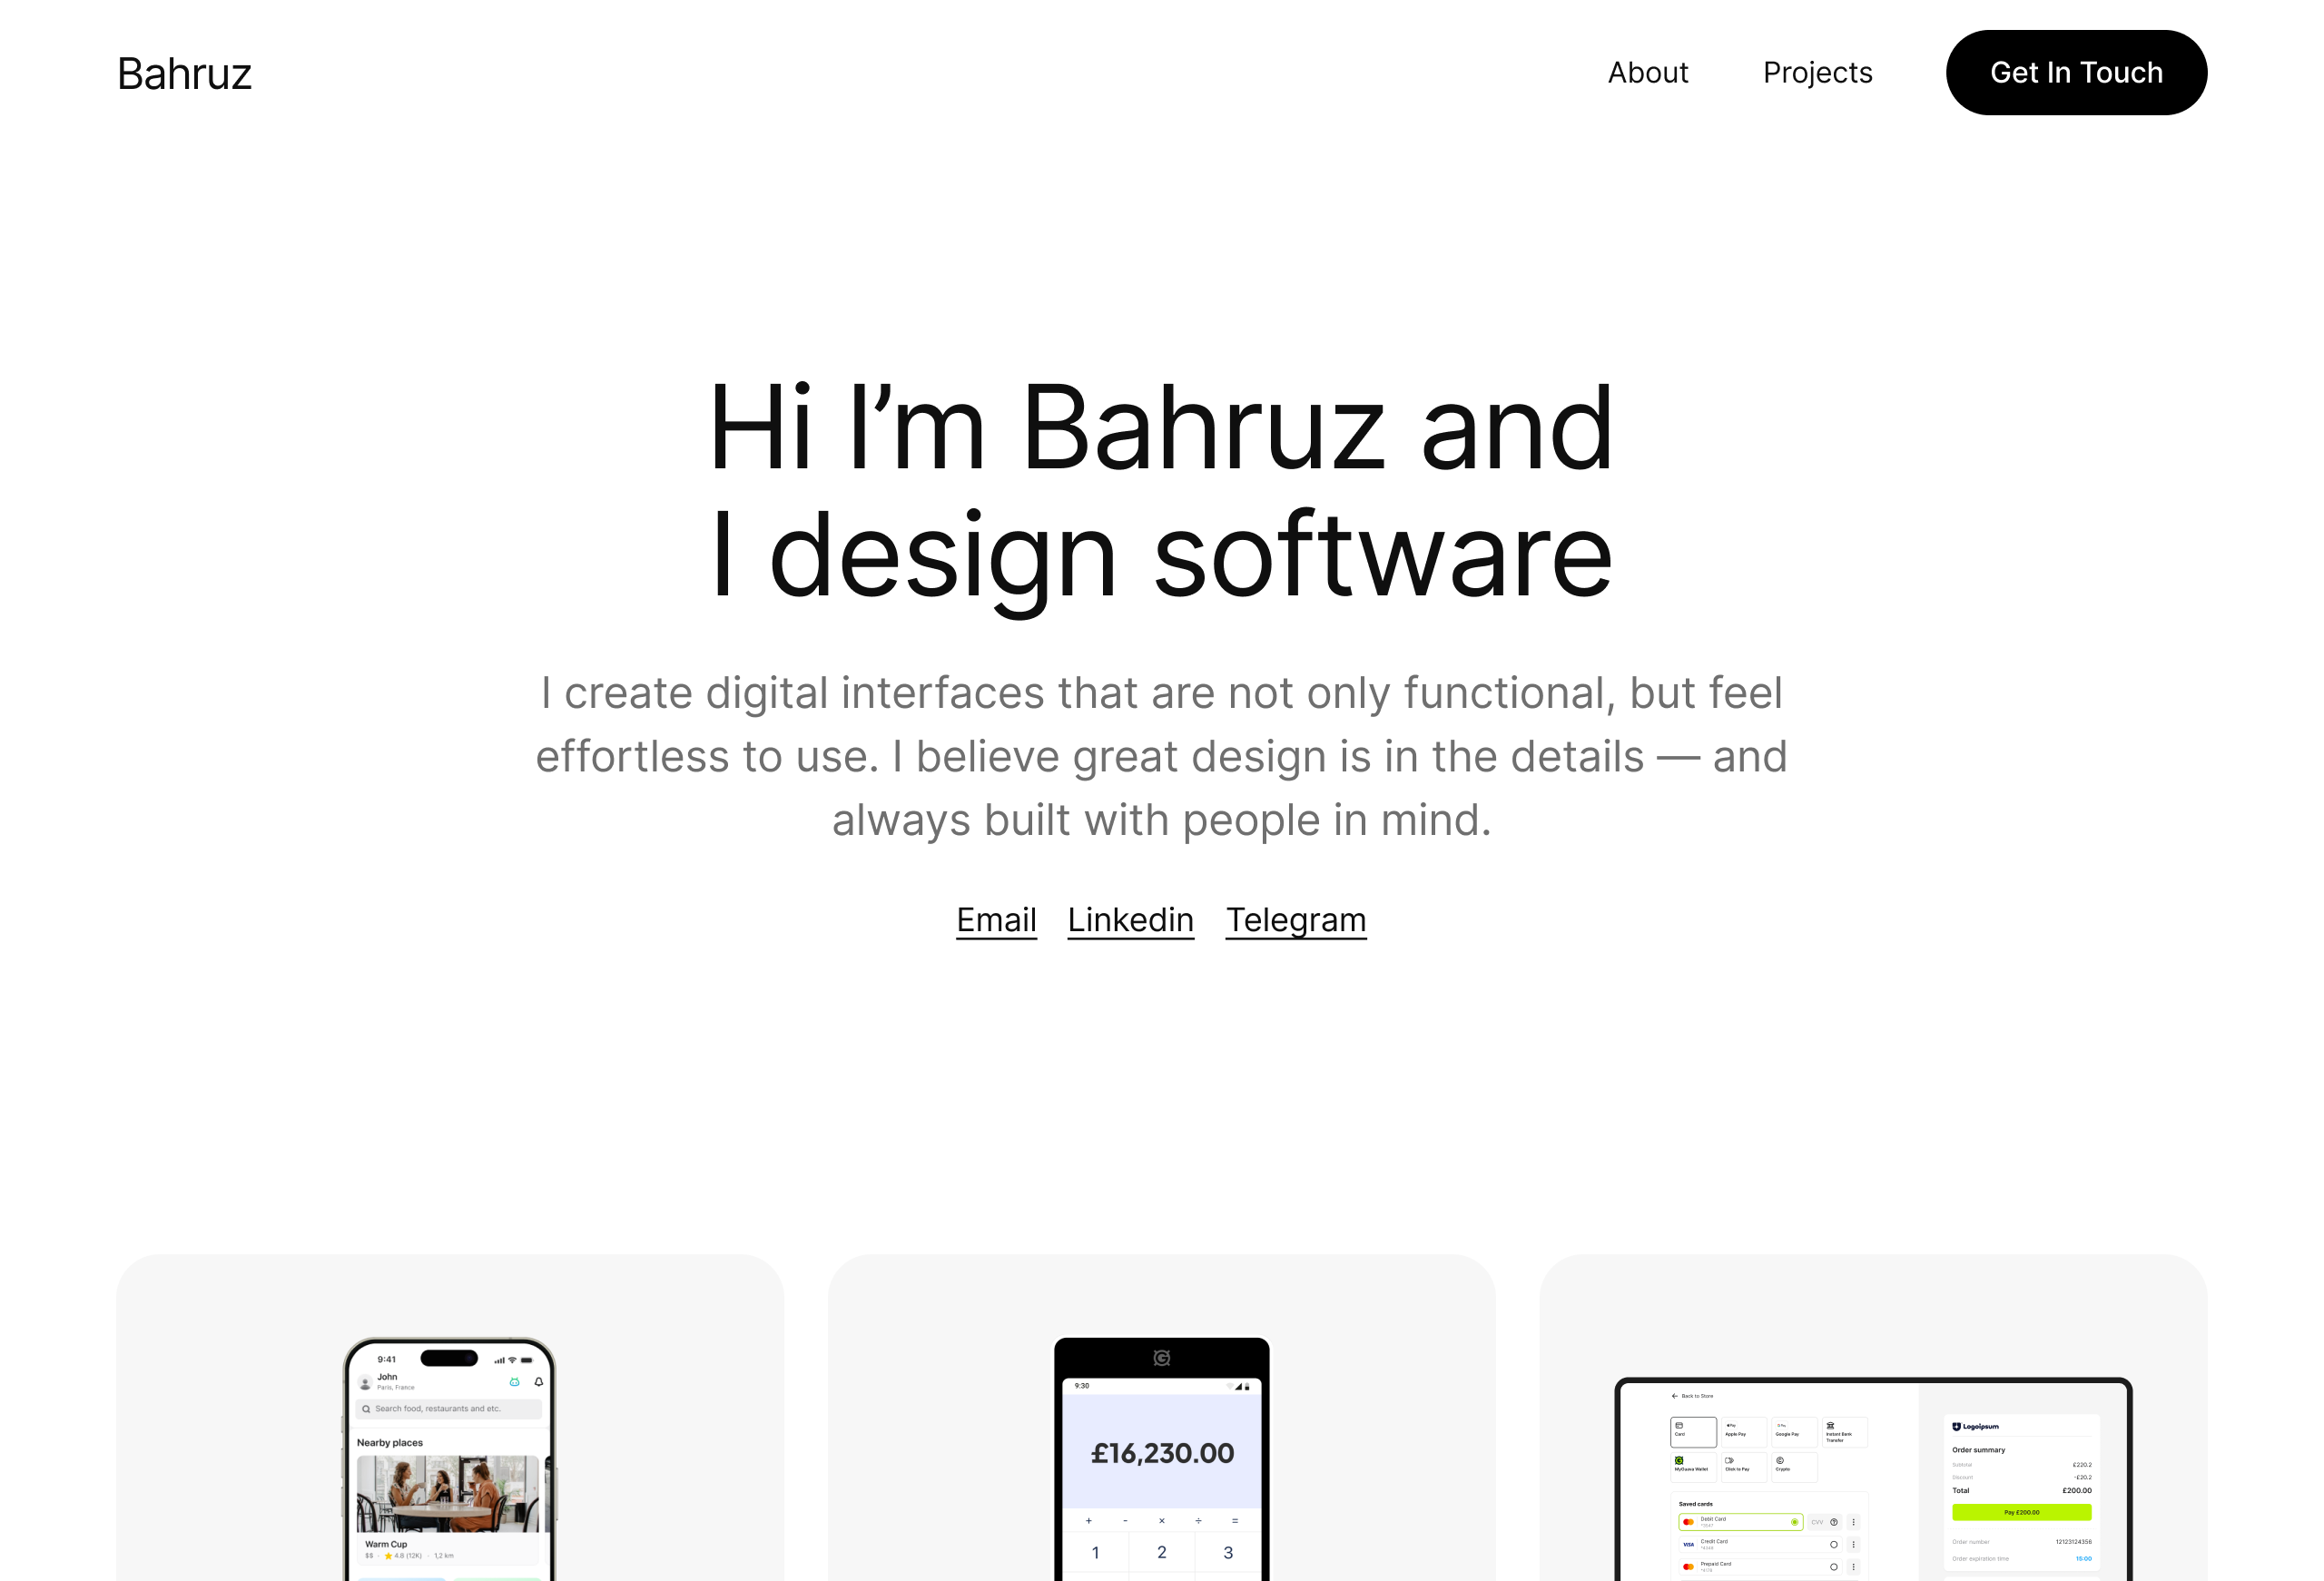 Bahruz
About
Projects
Get In Touch
Hi I’m Bahruz and
I design software
I create digital interfaces that are not only functional, but feel
effortless to use. I believe great design is in the details — and
always built with people in mind.
Email Linkedin Telegram
9:41
John
Paris, France
Search food, restaurants and etc.
Nearby places
Warm Cup
$$ · 4.8 (12K) · 1,2 km
9:30
£16,230.00
+ - × ÷ =
1 2 3
Back to Store
Card
Apple Pay
Google Pay
Instant Bank
Transfer
MyGuava Wallet
Click to Pay
Crypto
Saved cards
Debit Card
CVV
VISA
Credit Card
Prepaid Card
Logoipsum
Order summary
Subtotal £220.2
Discount -£20.2
Total £200.00
Pay £200.00
Order number 12123124356
Order expiration time 15:00